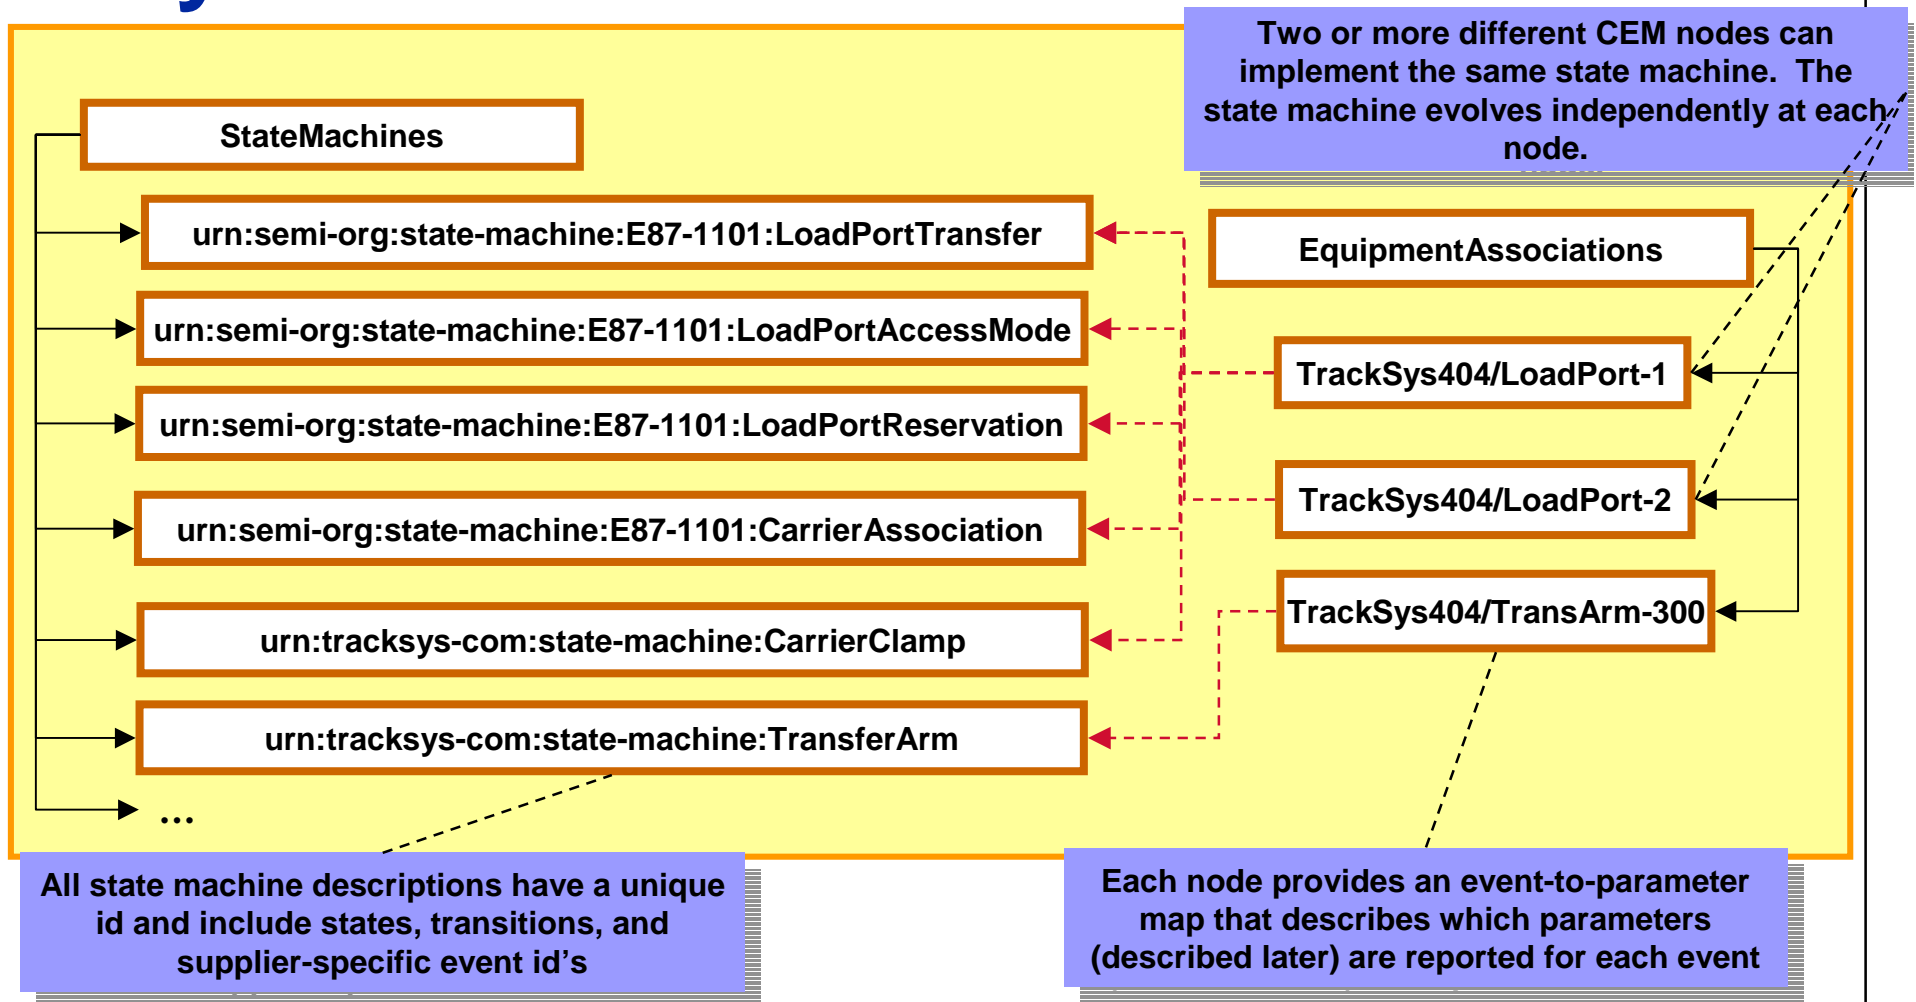 Two or more different CEM nodes can
implement the same state machine.  The
state machine evolves independently at each
node.
StateMachines
urn:semi-org:state-machine:E87-1101:LoadPortTransfer
EquipmentAssociations
urn:semi-org:state-machine:E87-1101:LoadPortAccessMode
TrackSys404/LoadPort-1
urn:semi-org:state-machine:E87-1101:LoadPortReservation
TrackSys404/LoadPort-2
urn:semi-org:state-machine:E87-1101:CarrierAssociation
TrackSys404/TransArm-300
urn:tracksys-com:state-machine:CarrierClamp
urn:tracksys-com:state-machine:TransferArm
...
All state machine descriptions have a unique
id and include states, transitions, and
supplier-specific event id's
Each node provides an event-to-parameter
map that describes which parameters
(described later) are reported for each event